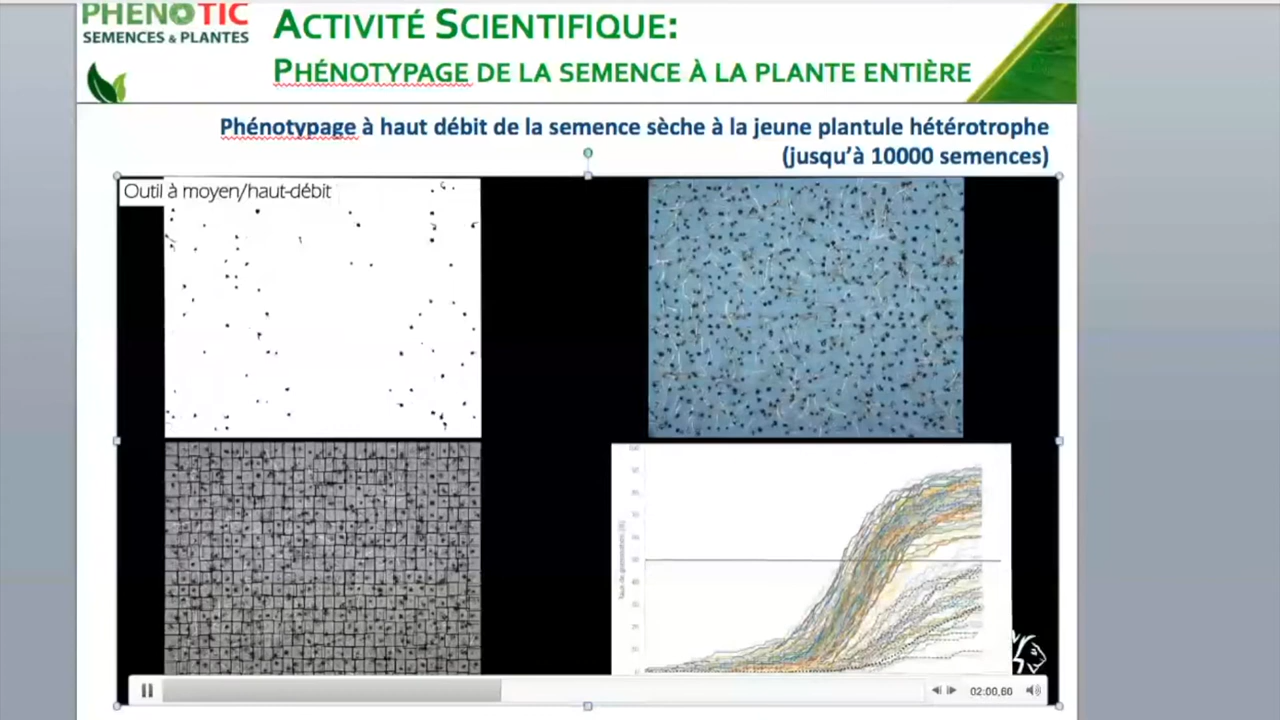 PHENOTIC
SEMENCES & PLANTES
ACTIVITÉ SCIENTIFIQUE:
PHÉNOTYPAGE DE LA SEMENCE À LA PLANTE ENTIÈRE
Phénotypage à haut débit de la semence sèche à la jeune plantule hétérotrophe
(jusqu'à 10000 semences)
Outil à moyen/haut-débit
02:00,60